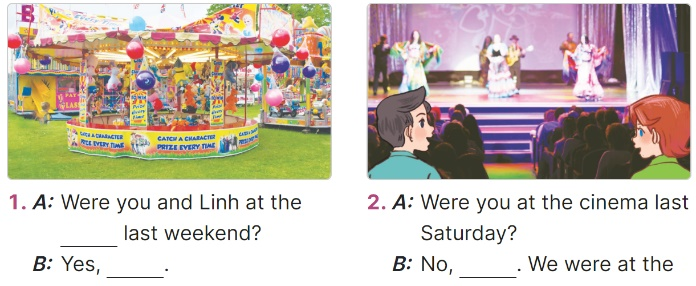 B
CATCH A CHARACTER
PRIZE EVERY TIME
CATCH A CHARACTER
PRIZE EVERY TIME
1. A: Were you and Linh at the
______ last weekend?
B: Yes, ______.
2. A: Were you at the cinema last
Saturday?
B: No, ______. We were at the